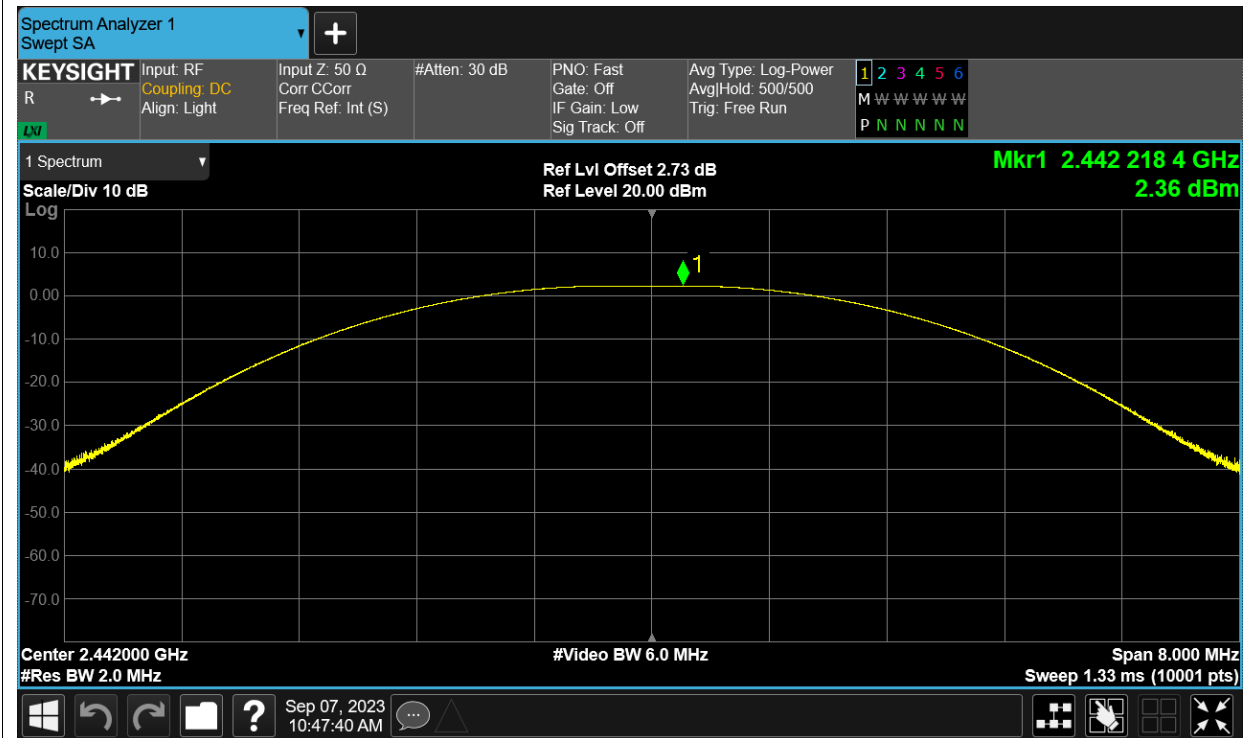 Spectrum Analyzer 1
Swept SA
KEYSIGHT
R
LXI
Input: RF
Coupling: DC
Align: Light
Input Z: 50 Ω
Corr CCorr
Freq Ref: Int (S)
#Atten: 30 dB
PNO: Fast
Gate: Off
IF Gain: Low
Sig Track: Off
Avg Type: Log-Power
Avg|Hold: 500/500
Trig: Free Run
1 2 3 4 5 6
M W W W W W
P N N N N N
1 Spectrum
Scale/Div 10 dB
Log
Ref Lvl Offset 2.73 dB
Ref Level 20.00 dBm
Mkr1 2.442 218 4 GHz
2.36 dBm
1
10.0
0.00
-10.0
-20.0
-30.0
-40.0
-50.0
-60.0
-70.0
Center 2.442000 GHz
#Res BW 2.0 MHz
#Video BW 6.0 MHz
Span 8.000 MHz
Sweep 1.33 ms (10001 pts)
?
Sep 07, 2023
10:47:40 AM